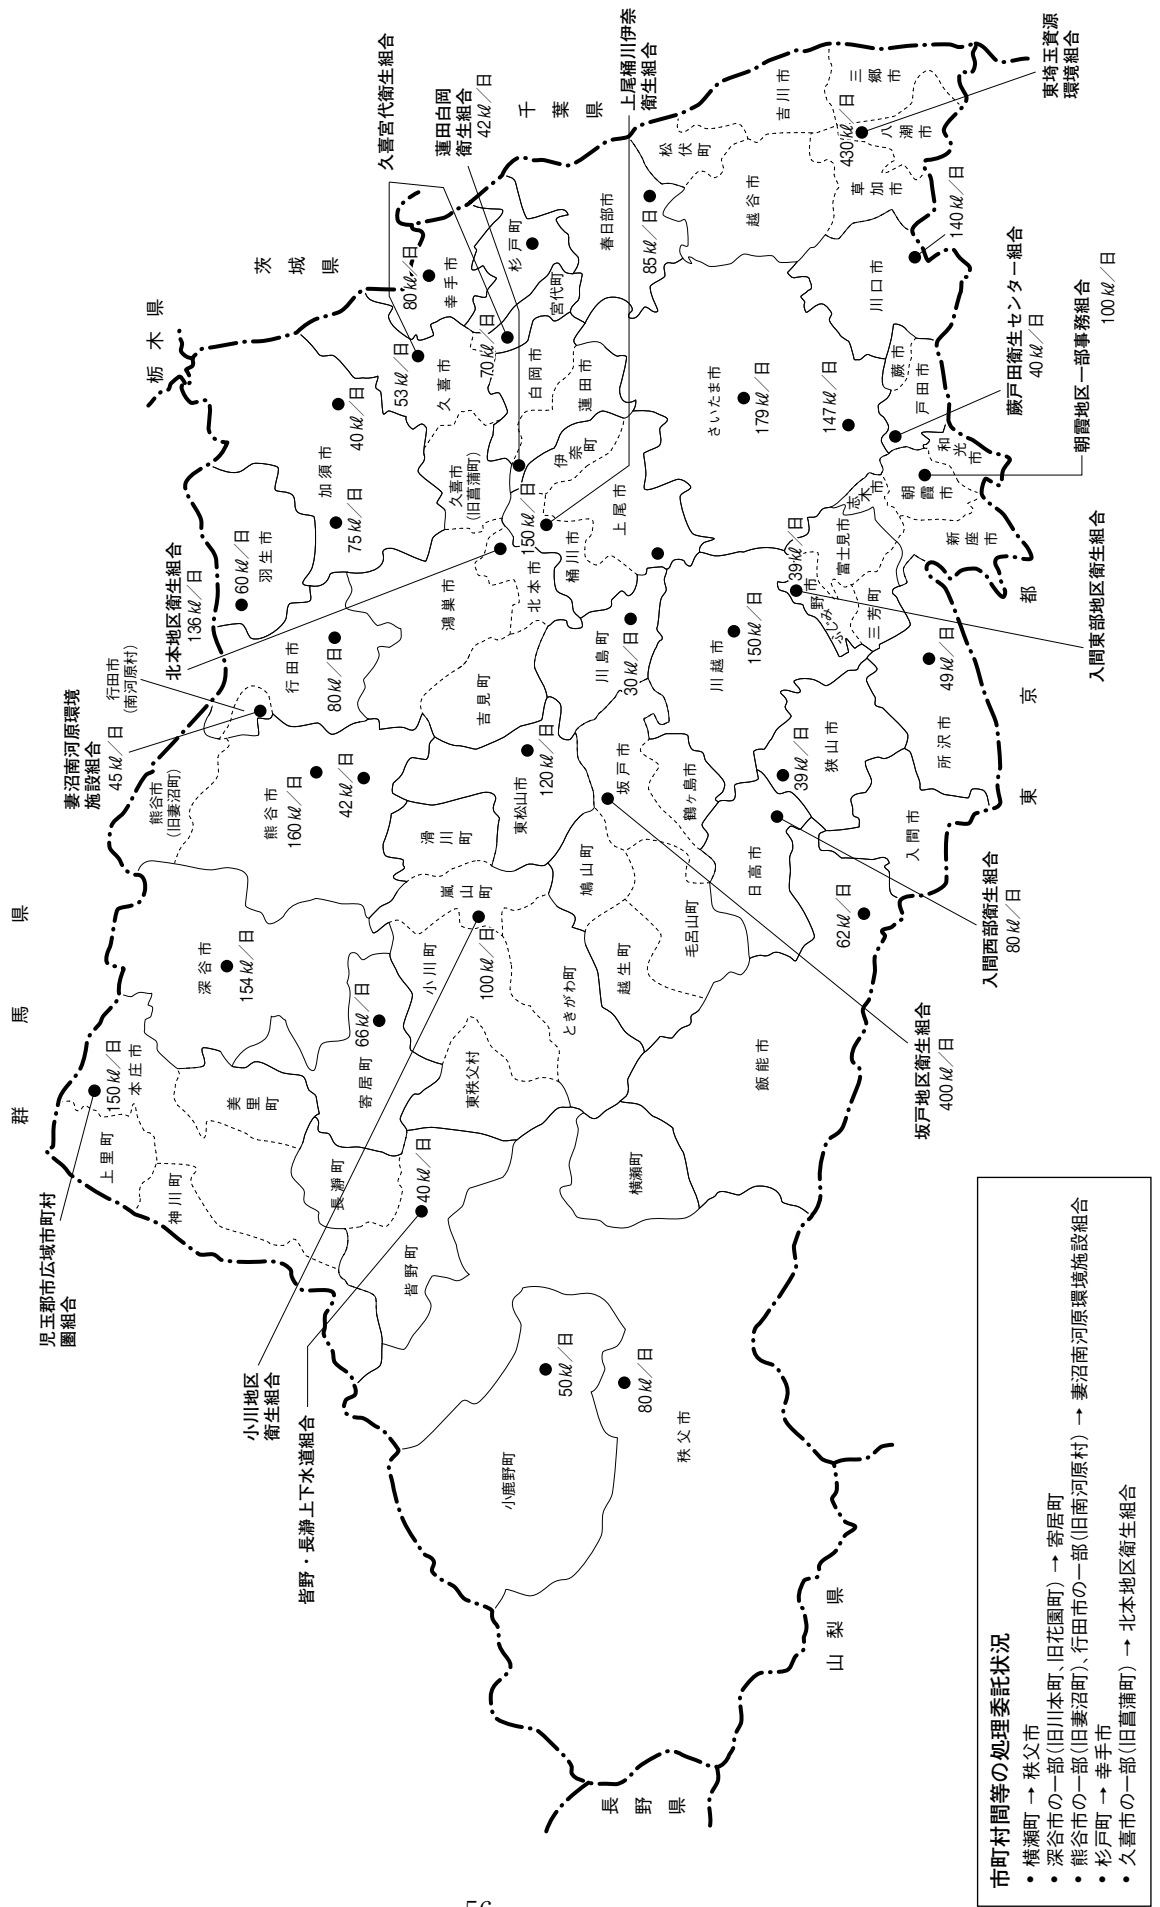 群馬県
栃木県
茨城県
千葉県
東京都
山梨県
長野県
児玉郡市広域市町村
圏組合
150㎘/日
本庄市
上里町
神川町
美里町
深谷市
154㎘/日
寄居町
66㎘/日
長瀞町
皆野町
40㎘/日
小川地区
衛生組合
皆野・長瀞上下水道組合
小鹿野町
50㎘/日
80㎘/日
秩父市
横瀬町
東秩父村
小川町
100㎘/日
嵐山町
滑川町
ときがわ町
越生町
毛呂山町
鳩山町
飯能市
62㎘/日
日高市
坂戸地区衛生組合
400㎘/日
入間西部衛生組合
80㎘/日
妻沼南河原環境
施設組合
45㎘/日
行田市
(南河原村)
熊谷市
(旧妻沼町)
熊谷市
160㎘/日
42㎘/日
行田市
80㎘/日
北本地区衛生組合
136㎘/日
60㎘/日
羽生市
加須市
75㎘/日
40㎘/日
鴻巣市
吉見町
東松山市
120㎘/日
川島町
30㎘/日
坂戸市
鶴ヶ島市
川越市
150㎘/日
39㎘/日
狭山市
入間市
所沢市
49㎘/日
三芳町
ふじみ野市
39㎘/日
富士見市
志木市
新座市
朝霞市
和光市
入間東部地区衛生組合
朝霞地区一部事務組合
100㎘/日
蕨戸田衛生センター組合
40㎘/日
戸田市
蕨市
川口市
140㎘/日
さいたま市
179㎘/日
147㎘/日
北本市
桶川市
150㎘/日
上尾市
伊奈町
蓮田市
白岡市
久喜市
(旧菖蒲町)
久喜市
53㎘/日
70㎘/日
宮代町
幸手市
80㎘/日
杉戸町
春日部市
85㎘/日
久喜宮代衛生組合
蓮田白岡
衛生組合
42㎘/日
上尾桶川伊奈
衛生組合
松伏町
吉川市
三郷市
越谷市
草加市
八潮市
430㎘/日
東埼玉資源
環境組合
市町村間等の処理委託状況
• 横瀬町 → 秩父市
• 深谷市の一部(旧川本町、旧花園町) → 寄居町
• 熊谷市の一部(旧妻沼町)、行田市の一部(旧南河原村) → 妻沼南河原環境施設組合
• 杉戸町 → 幸手市
• 久喜市の一部(旧菖蒲町) → 北本地区衛生組合